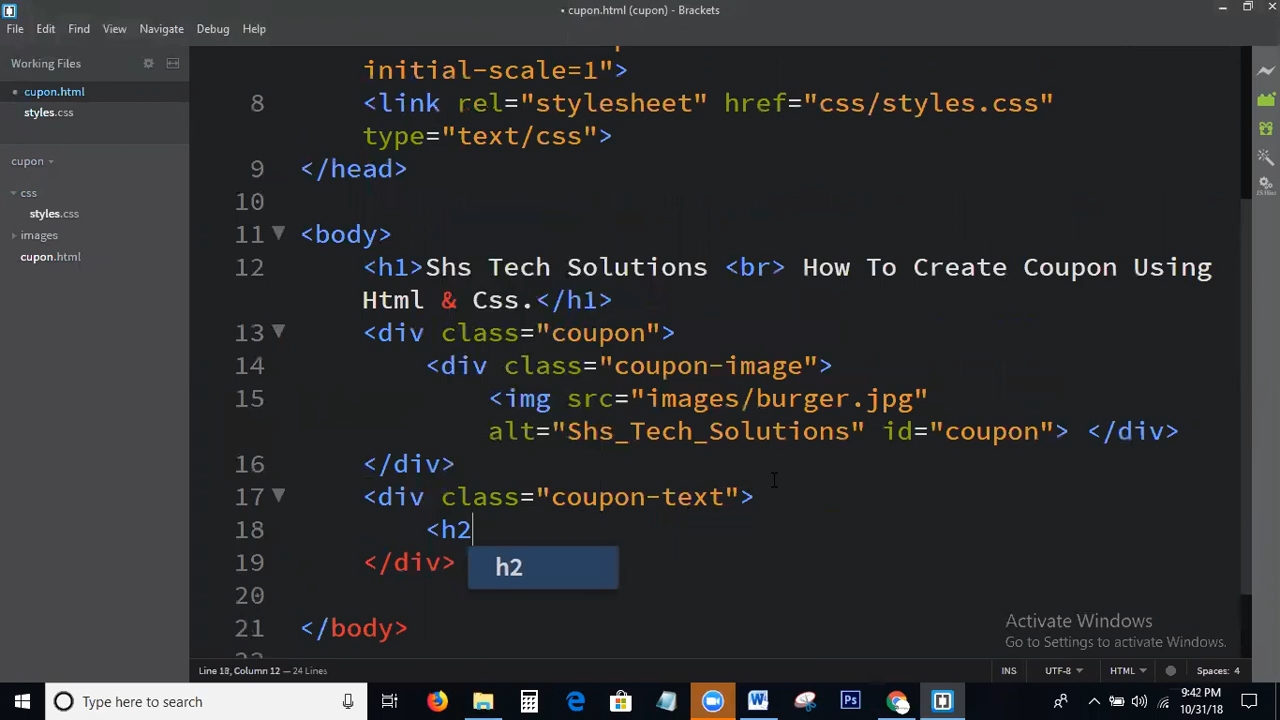 • cupon.html (cupon) - Brackets
File Edit Find View Navigate Debug Help
Working Files
• cupon.html
styles.css
cupon
css
styles.css
images
cupon.html
initial-scale=1">
8 <link rel="stylesheet" href="css/styles.css"
type="text/css">
9 </head>
10
11 <body>
12 <h1>Shs Tech Solutions <br> How To Create Coupon Using
Html & Css.</h1>
13 <div class="coupon">
14 <div class="coupon-image">
15 <img src="images/burger.jpg"
alt="Shs_Tech_Solutions" id="coupon"> </div>
16 </div>
17 <div class="coupon-text">
18 <h2
h2
19 </div>
20
21 </body>
Activate Windows
Go to Settings to activate Windows.
Line 18, Column 12 — 24 Lines
INS UTF-8 HTML Spaces: 4
Type here to search
9:42 PM
10/31/18